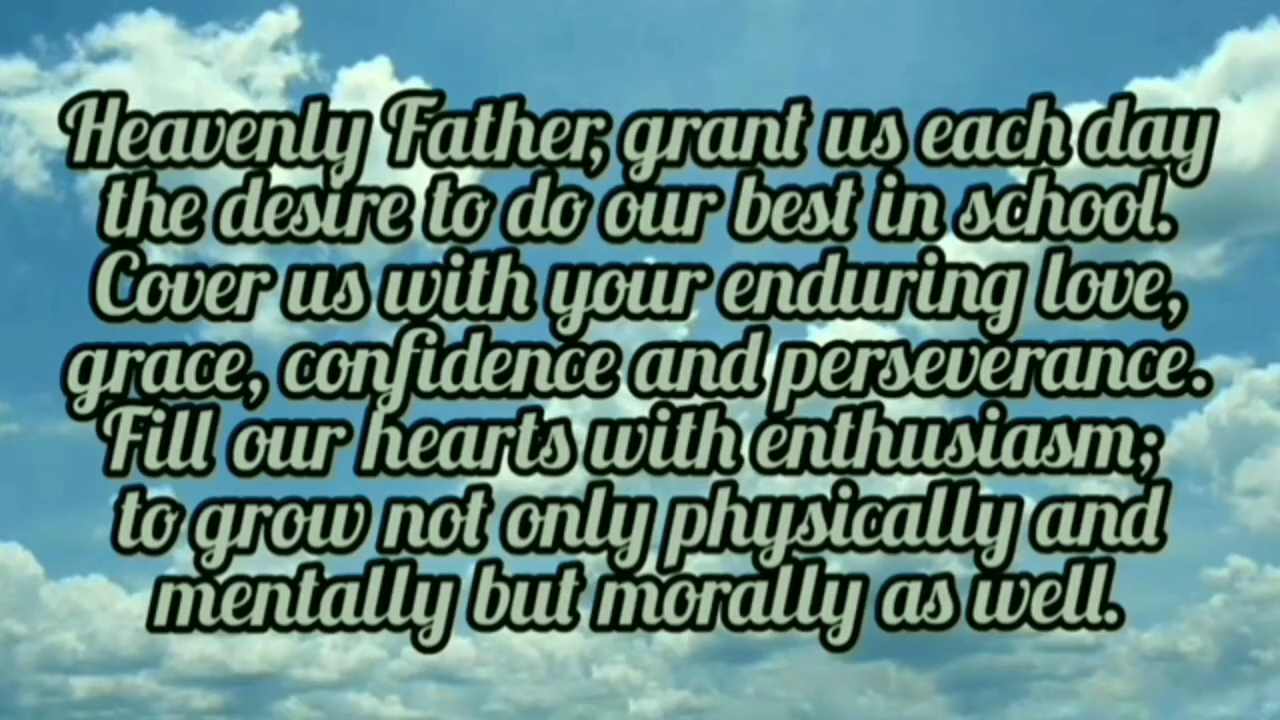 Heavenly Father, grant us each day
the desire to do our best in school.
Cover us with your enduring love,
grace, confidence and perseverance.
Fill our hearts with enthusiasm;
to grow not only physically and
mentally but morally as well.